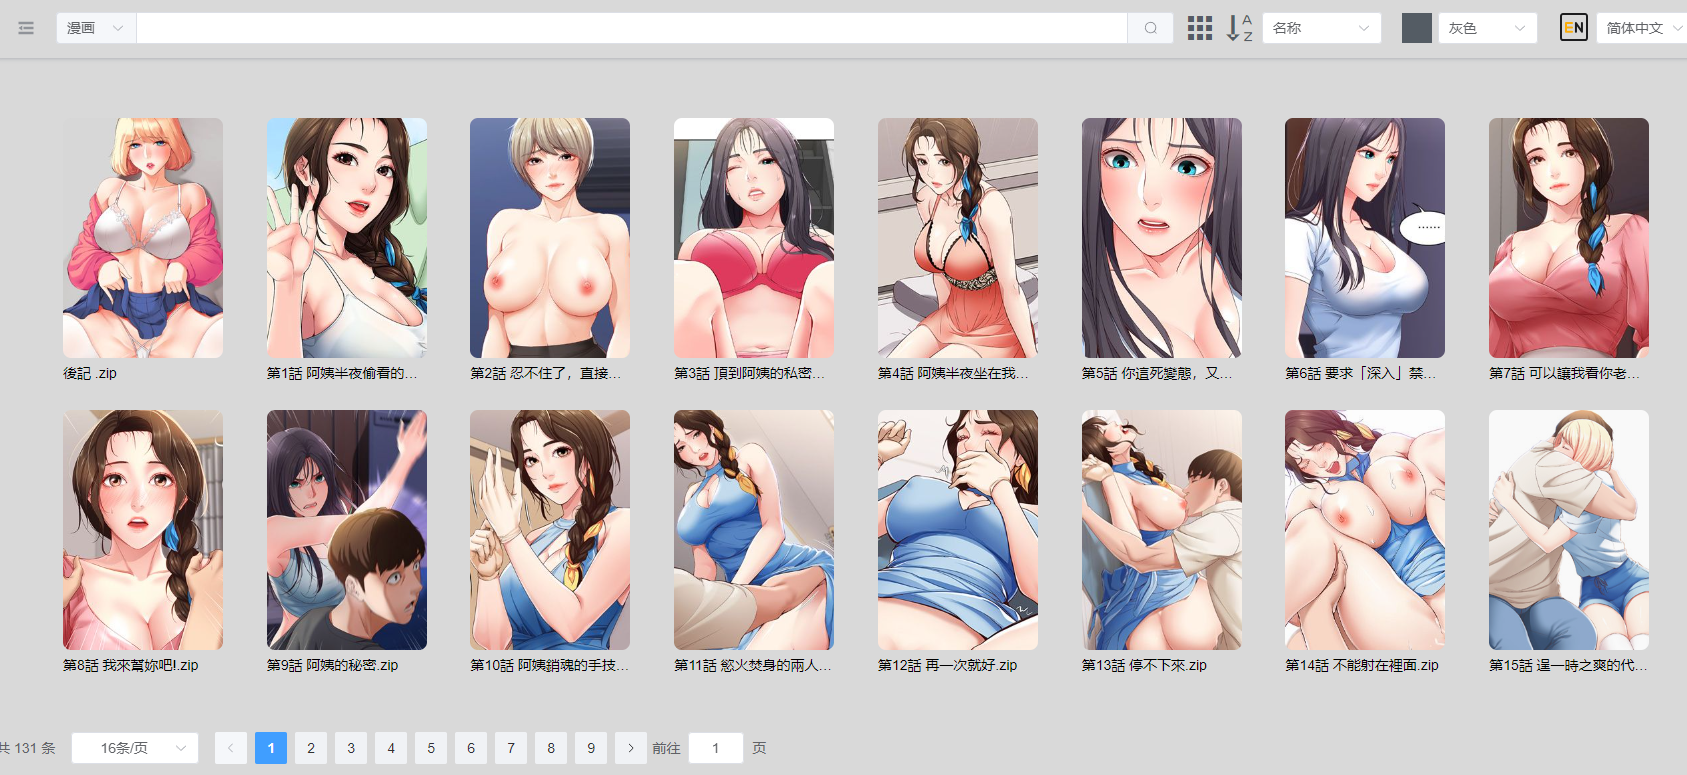 漫画
名称
灰色
EN
简体中文
A
Z
......
後記 .zip
第1話 阿姨半夜偷看的...
第2話 忍不住了，直接...
第3話 頂到阿姨的私密...
第4話 阿姨半夜坐在我...
第5話 你這死變態，又...
第6話 要求「深入」禁...
第7話 可以讓我看你老...
第8話 我來幫妳吧!.zip
第9話 阿姨的秘密.zip
第10話 阿姨銷魂的手技...
第11話 慾火焚身的兩人...
第12話 再一次就好.zip
第13話 停不下來.zip
第14話 不能射在裡面.zip
第15話 逞一時之爽的代...
共 131 条
16条/页
1
2
3
4
5
6
7
8
9
前往
1
页